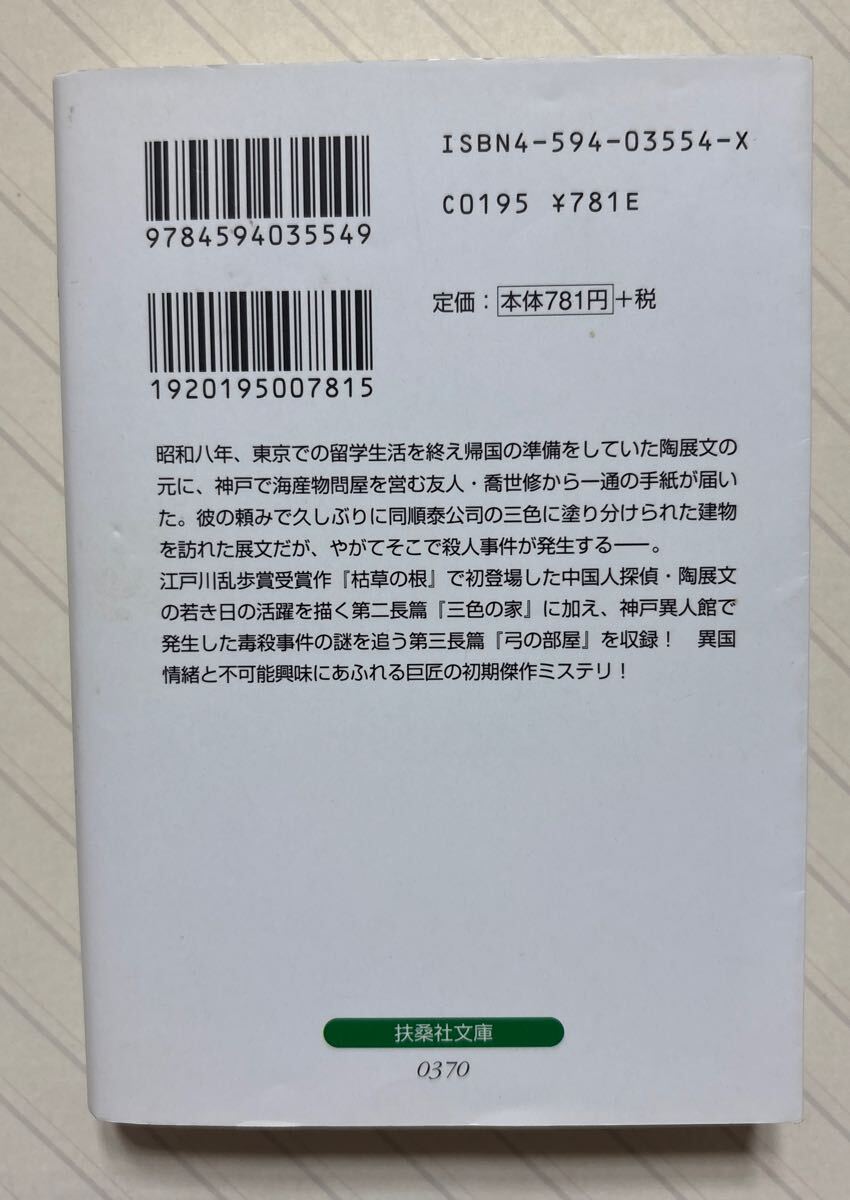 ISBN4-594-03554-X
9784594035549
C0195 ¥781E
定価：本体781円+税
1920195007815
昭和八年、東京での留学生活を終え帰国の準備をしていた陶展文の
元に、神戸で海産物問屋を営む友人・喬世修から一通の手紙が届い
た。彼の頼みで久しぶりに同順泰公司の三色に塗り分けられた建物
を訪れた展文だが、やがてそこで殺人事件が発生する――。
江戸川乱歩賞受賞作『枯草の根』で初登場した中国人探偵・陶展文
の若き日の活躍を描く第二長篇『三色の家』に加え、神戸異人館で
発生した毒殺事件の謎を追う第三長篇『弓の部屋』を収録！　異国
情緒と不可能興味にあふれる巨匠の初期傑作ミステリ！
扶桑社文庫
0370